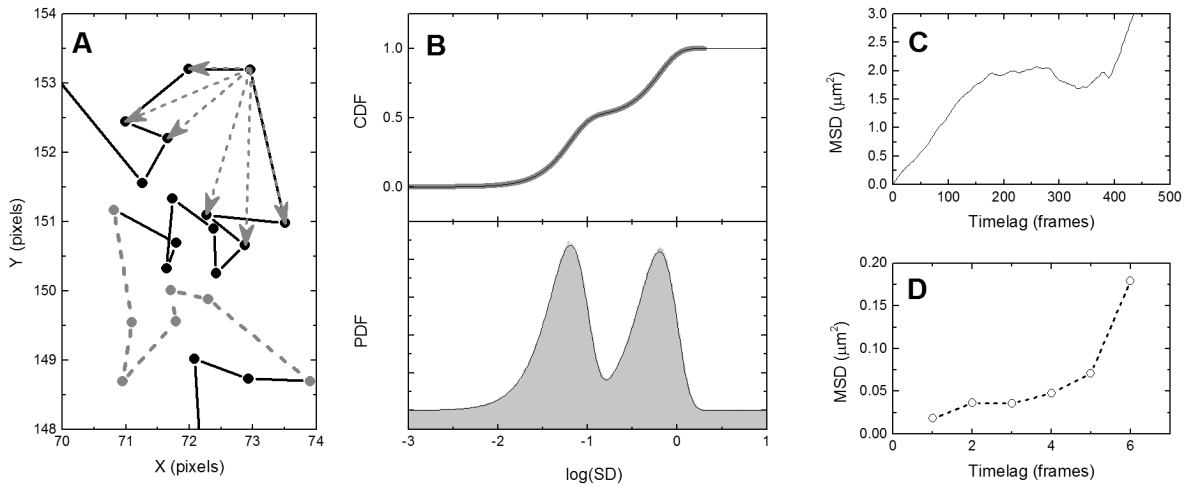 A
154
153
152
151
150
149
148
Y (pixels)
70 71 72 73 74
X (pixels)
B
1.0
0.5
0.0
CDF
PDF
-3 -2 -1 0 1
log(SD)
C
3.0
2.5
2.0
1.5
1.0
0.5
0.0
MSD (μm²)
0 100 200 300 400 500
Timelag (frames)
D
0.20
0.15
0.10
0.05
0.00
MSD (μm²)
0 2 4 6
Timelag (frames)